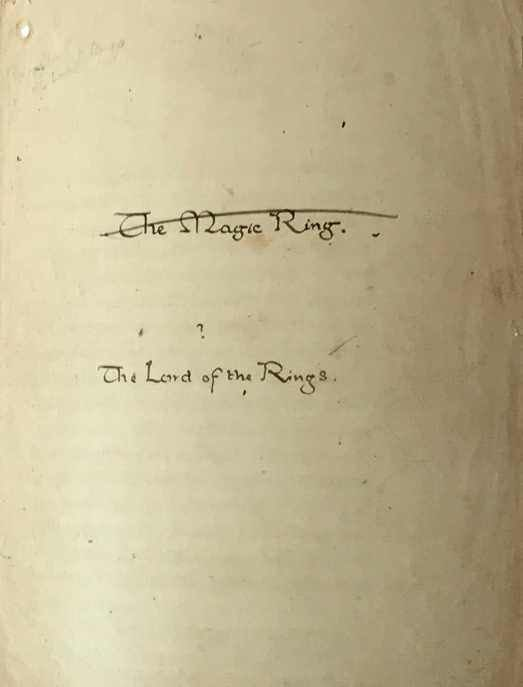 The Magic Ring.
?
The Lord of the Rings.